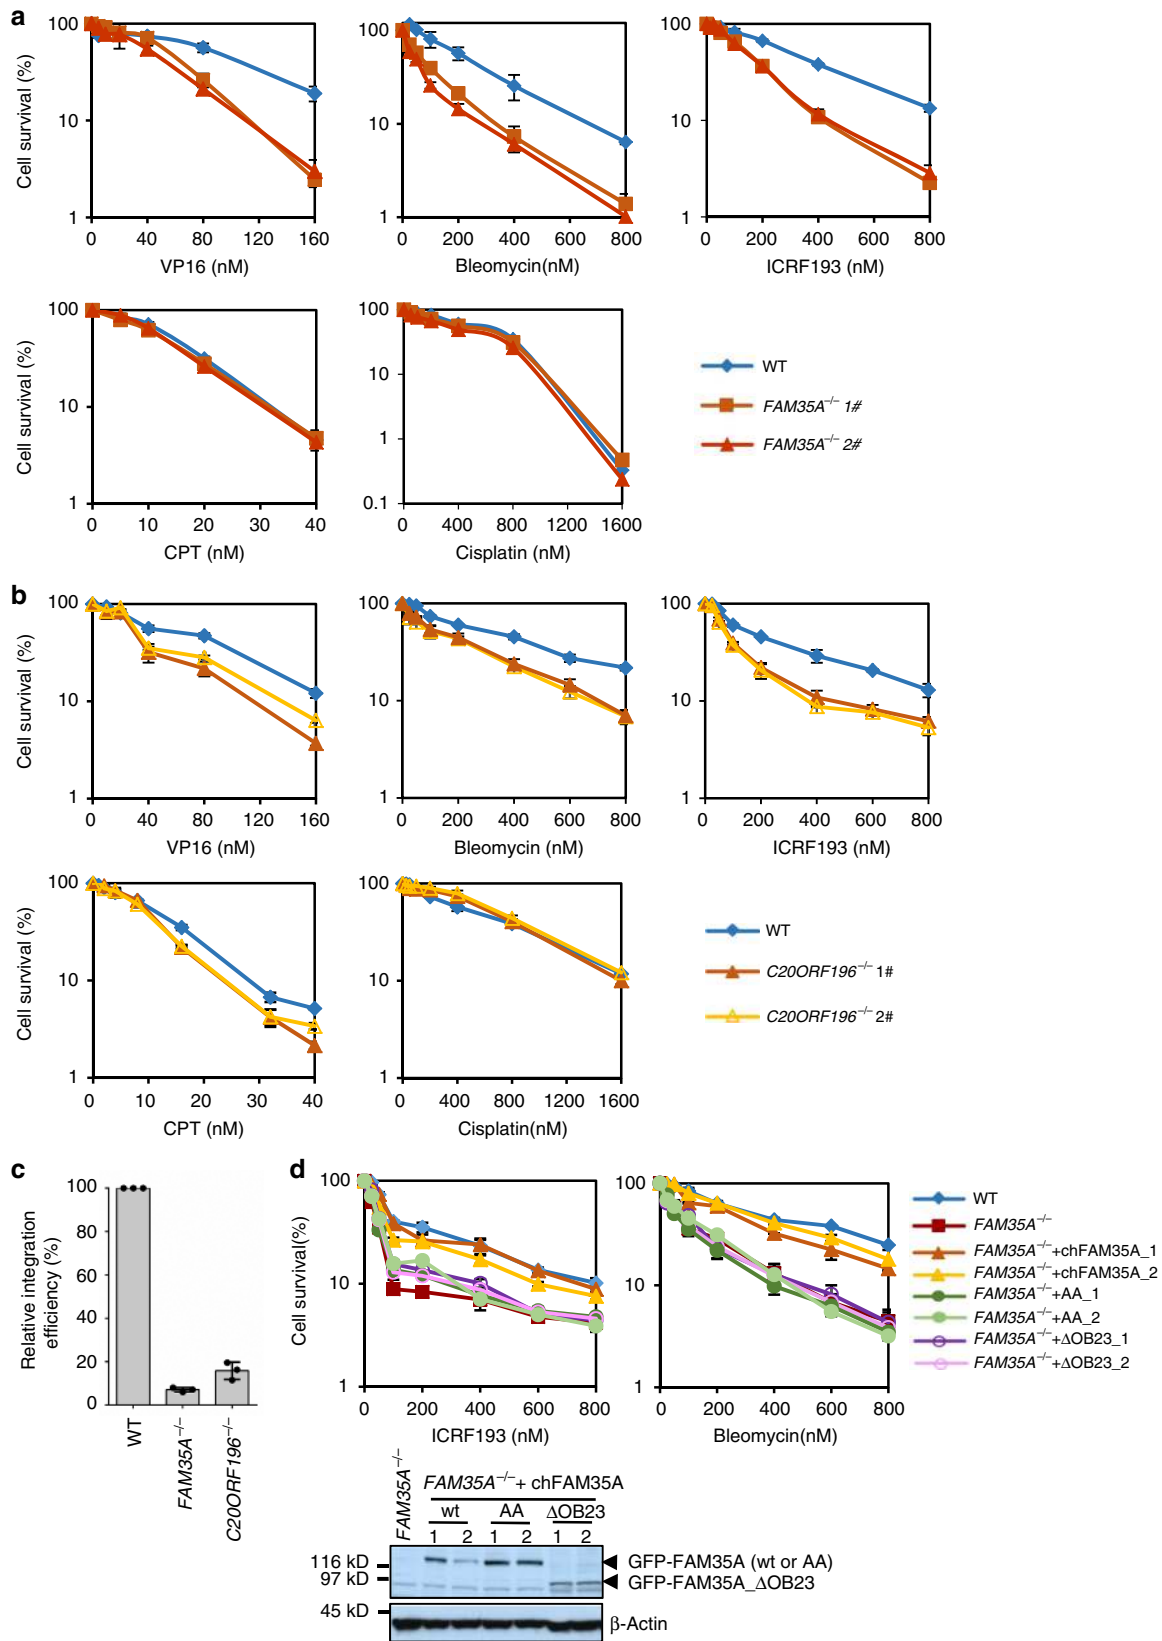 a
Cell survival (%)
100
10
1
0 40 80 120 160
VP16 (nM)
100
10
1
0 200 400 600 800
Bleomycin(nM)
100
10
1
0 200 400 600 800
ICRF193 (nM)
Cell survival (%)
100
10
1
0 10 20 30 40
CPT (nM)
100
10
1
0.1
0 400 800 1200 1600
Cisplatin (nM)
WT
FAM35A−/− 1#
FAM35A−/− 2#
b
Cell survival (%)
100
10
1
0 40 80 120 160
VP16 (nM)
100
10
1
0 200 400 600 800
Bleomycin (nM)
100
10
1
0 200 400 600 800
ICRF193 (nM)
Cell survival (%)
100
10
1
0 10 20 30 40
CPT (nM)
100
10
1
0 400 800 1200 1600
Cisplatin(nM)
WT
C20ORF196−/− 1#
C20ORF196−/− 2#
c
Relative integration
efficiency (%)
100
80
60
40
20
0
WT
FAM35A−/−
C20ORF196−/−
d
Cell survival(%)
100
10
1
0 200 400 600 800
ICRF193 (nM)
100
10
1
0 200 400 600 800
Bleomycin(nM)
WT
FAM35A−/−
FAM35A−/−+chFAM35A_1
FAM35A−/−+chFAM35A_2
FAM35A−/−+AA_1
FAM35A−/−+AA_2
FAM35A−/−+ΔOB23_1
FAM35A−/−+ΔOB23_2
FAM35A−/−
FAM35A−/−+ chFAM35A
wt AA ΔOB23
1 2 1 2 1 2
116 kD
97 kD
45 kD
GFP-FAM35A (wt or AA)
GFP-FAM35A_ΔOB23
β-Actin